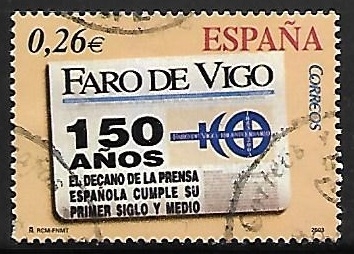 0,26€ ESPAÑA
CORREOS
FARO DE VIGO
150
AÑOS
EL DECANO DE LA PRENSA
ESPAÑOLA CUMPLE SU
PRIMER SIGLO Y MEDIO
RCM-FNMT
2003